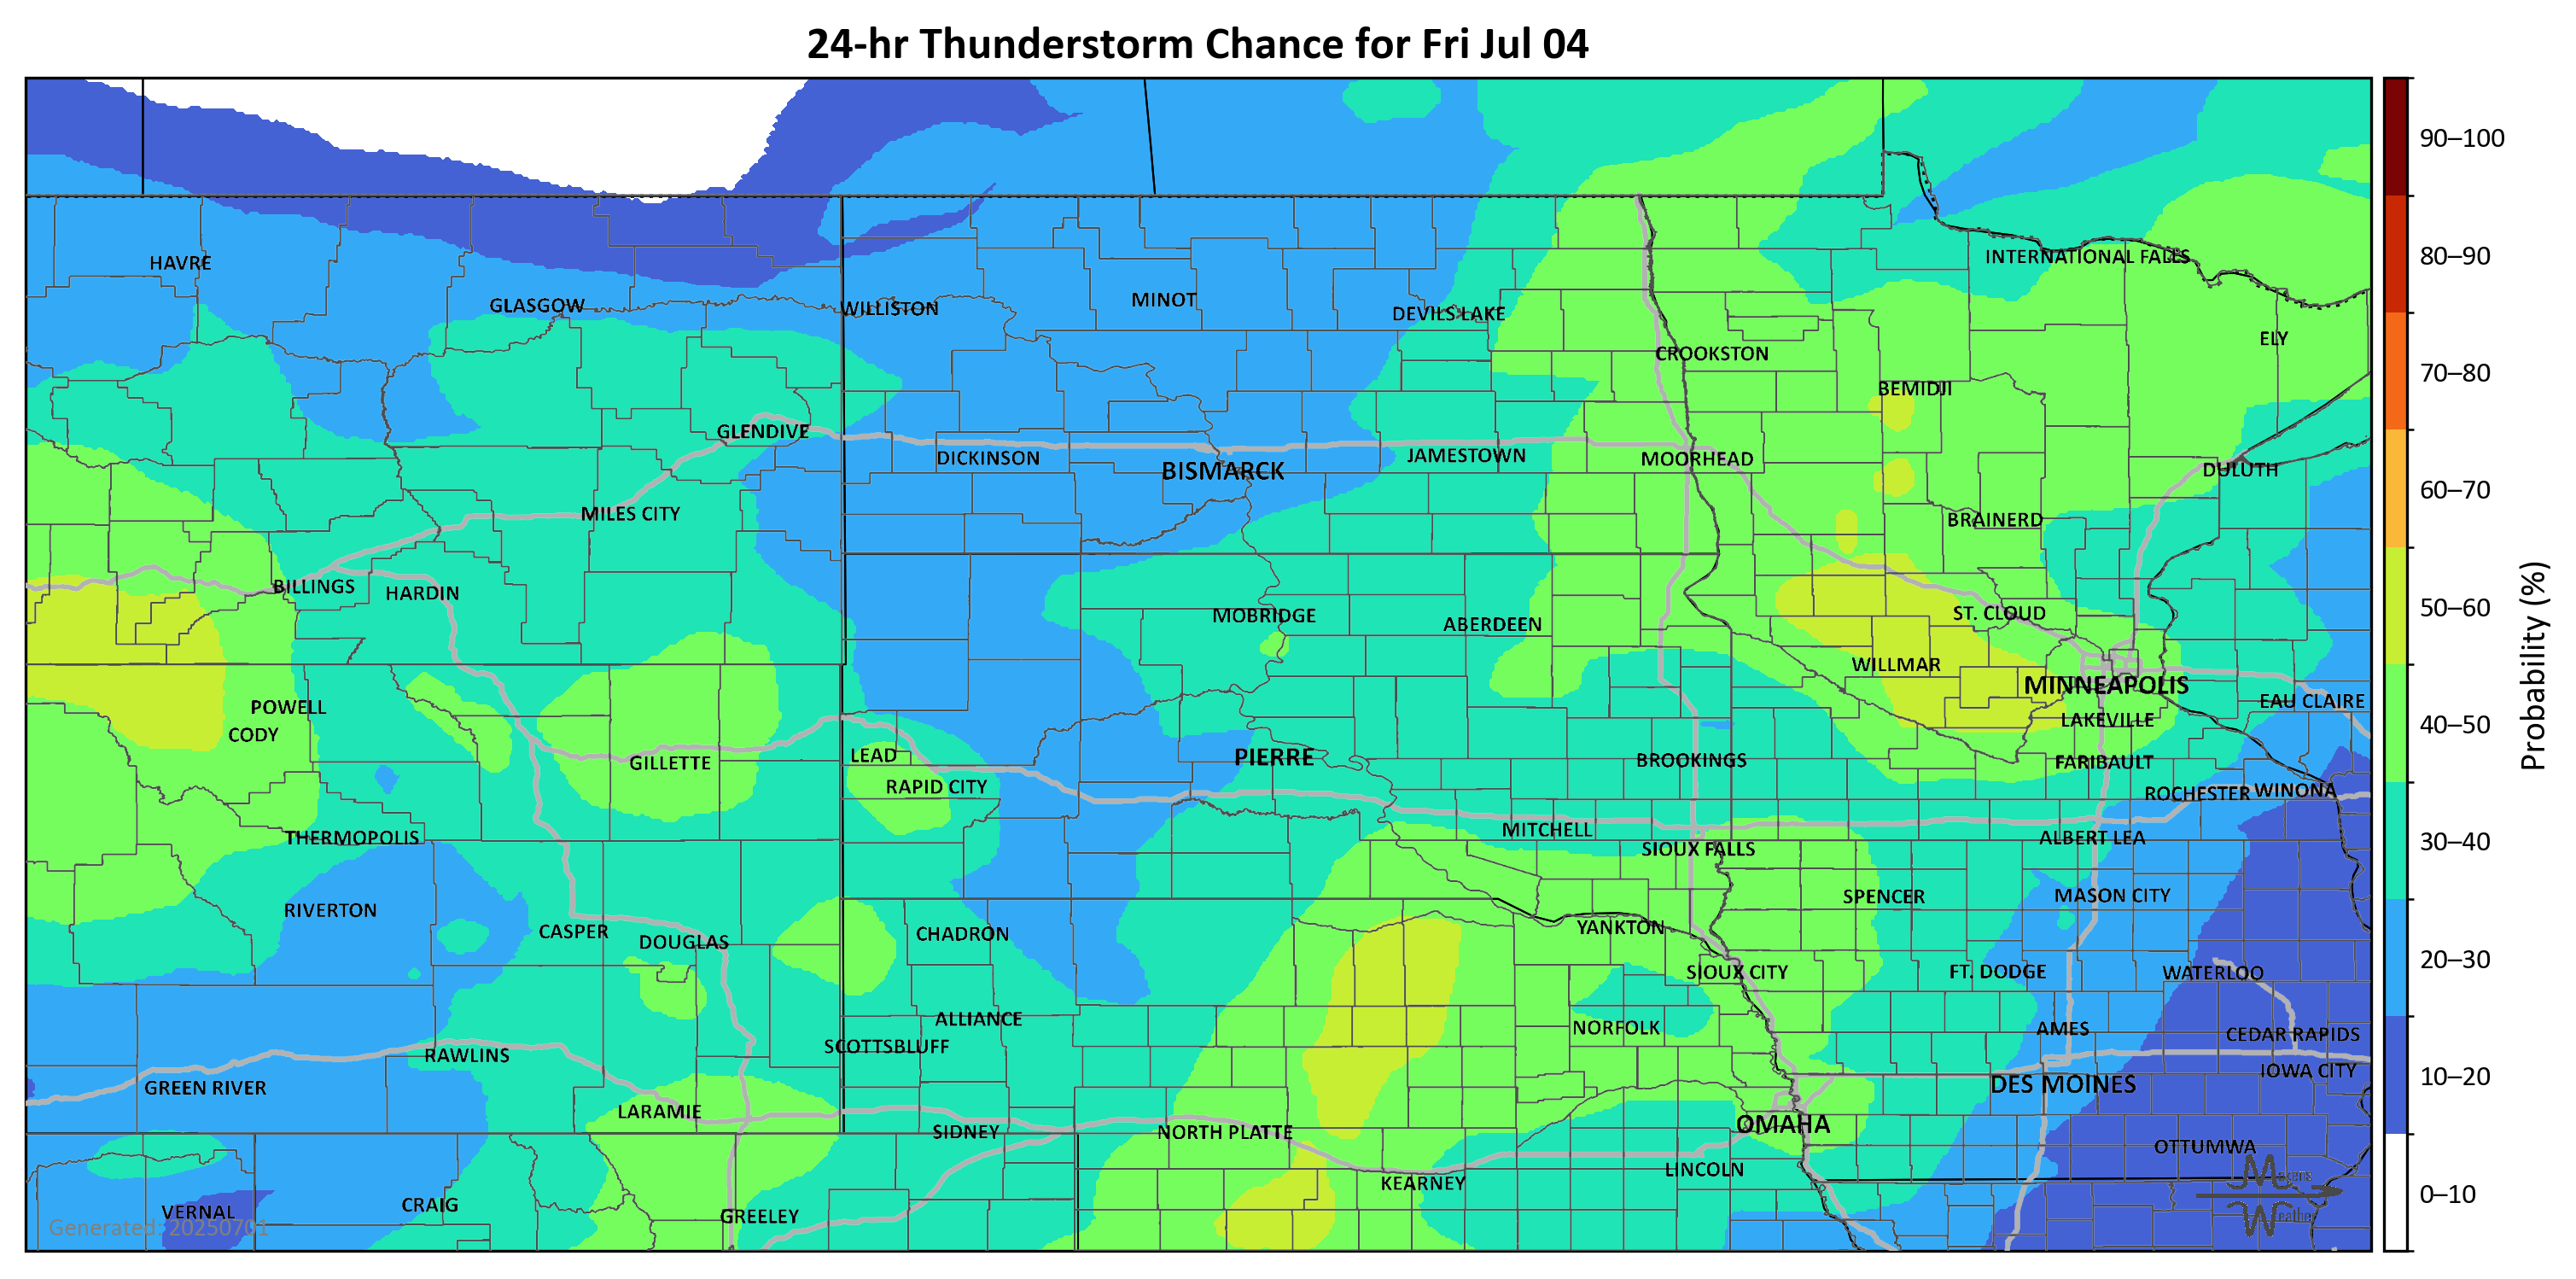 24-hr Thunderstorm Chance for Fri Jul 04
90–100
INTERNATIONAL FALLS
80–90
HAVRE
GLASGOW
WILLISTON
MINOT
DEVILS LAKE
70–80
ELY
CROOKSTON
BEMIDJI
GLENDIVE
DICKINSON
BISMARCK
JAMESTOWN
MOORHEAD
DULUTH
60–70
MILES CITY
BRAINERD
BILLINGS
HARDIN
MOBRIDGE
ABERDEEN
ST. CLOUD
50–60
Probability (%)
WILLMAR
MINNEAPOLIS
POWELL
EAU CLAIRE
CODY
LAKEVILLE
40–50
LEAD
GILLETTE
PIERRE
BROOKINGS
FARIBAULT
RAPID CITY
ROCHESTER
WINONA
THERMOPOLIS
MITCHELL
ALBERT LEA
30–40
SIOUX FALLS
RIVERTON
SPENCER
MASON CITY
CASPER
DOUGLAS
CHADRON
YANKTON
20–30
SIOUX CITY
FT. DODGE
WATERLOO
ALLIANCE
NORFOLK
AMES
CEDAR RAPIDS
SCOTTSBLUFF
RAWLINS
IOWA CITY
10–20
GREEN RIVER
DES MOINES
LARAMIE
SIDNEY
NORTH PLATTE
OMAHA
OTTUMWA
LINCOLN
KEARNEY
Makens
0–10
VERNAL
CRAIG
GREELEY
Weather
Generated: 20250701